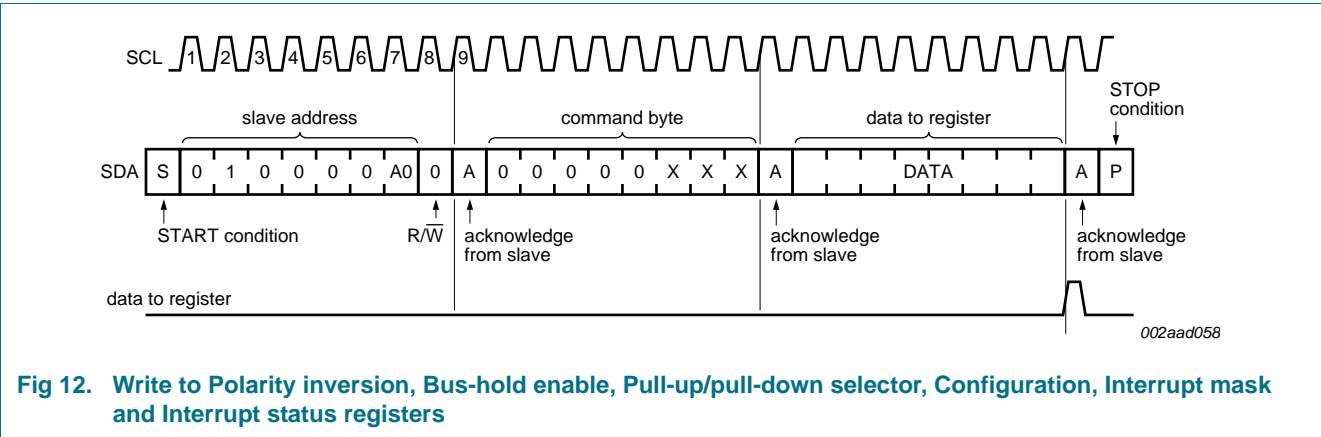 SCL 1 2 3 4 5 6 7 8 9
STOP
condition
slave address command byte data to register
SDA S 0 1 0 0 0 0 A0 0 A 0 0 0 0 0 X X X A DATA A P
START condition R/W̅ acknowledge
from slave
acknowledge
from slave
acknowledge
from slave
data to register
002aad058
Fig 12. Write to Polarity inversion, Bus-hold enable, Pull-up/pull-down selector, Configuration, Interrupt mask
and Interrupt status registers